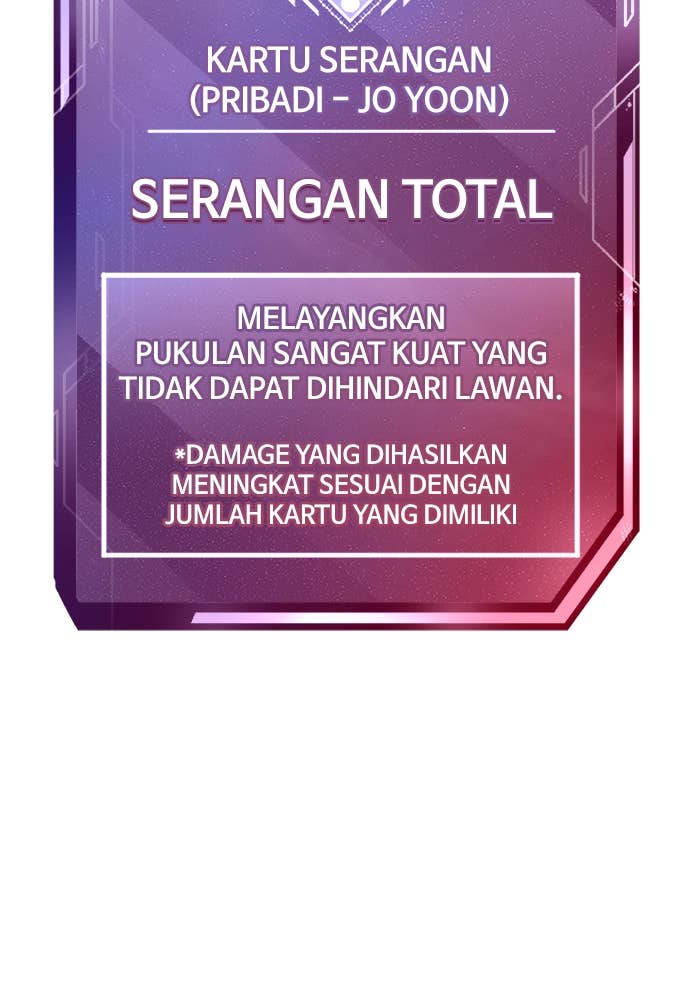 KARTU SERANGAN
(PRIBADI – JO YOON)
SERANGAN TOTAL
MELAYANGKAN
PUKULAN SANGAT KUAT YANG
TIDAK DAPAT DIHINDARI LAWAN.
*DAMAGE YANG DIHASILKAN
MENINGKAT SESUAI DENGAN
JUMLAH KARTU YANG DIMILIKI